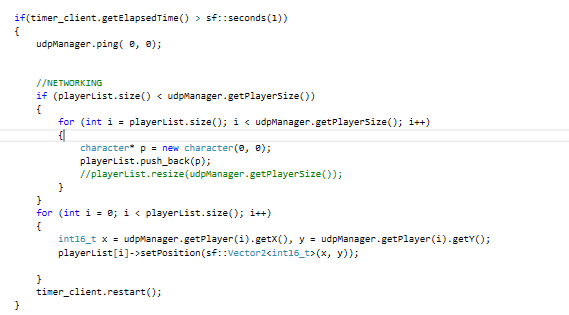 if(timer_client.getElapsedTime() > sf::seconds(1))
{
udpManager.ping( 0, 0);
//NETWORKING
if (playerList.size() < udpManager.getPlayerSize())
{
for (int i = playerList.size(); i < udpManager.getPlayerSize(); i++)
{
character* p = new character(0, 0);
playerList.push_back(p);
//playerList.resize(udpManager.getPlayerSize());
}
}
for (int i = 0; i < playerList.size(); i++)
{
int16_t x = udpManager.getPlayer(i).getX(), y = udpManager.getPlayer(i).getY();
playerList[i]->setPosition(sf::Vector2<int16_t>(x, y));
}
timer_client.restart();
}